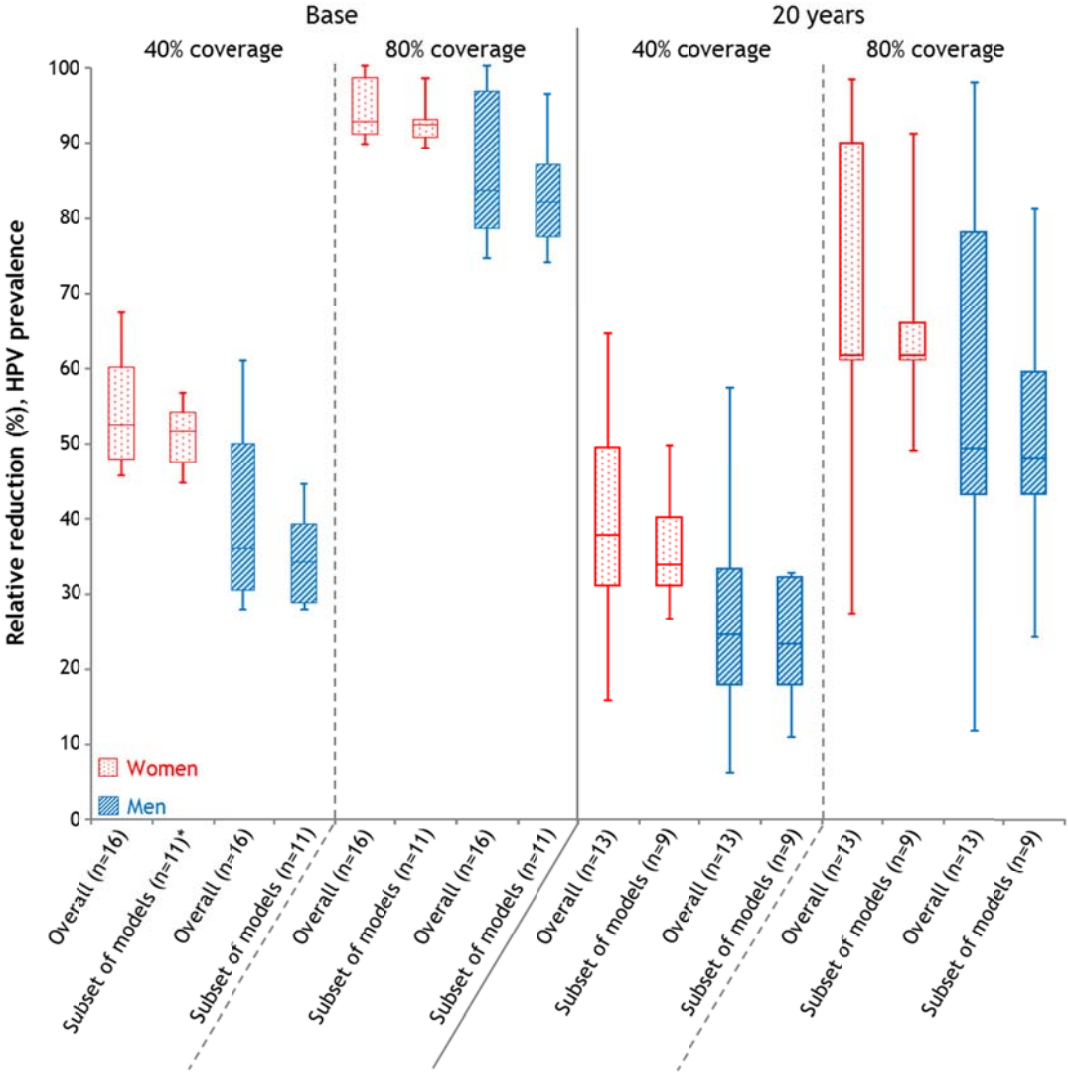 Base
20 years
40% coverage
80% coverage
40% coverage
80% coverage
Relative reduction (%), HPV prevalence
100
90
80
70
60
50
40
30
20
10
0
Women
Men
Overall (n=16)
Subset of models (n=11)*
Overall (n=16)
Subset of models (n=11)
Overall (n=16)
Subset of models (n=11)
Overall (n=16)
Subset of models (n=11)
Overall (n=13)
Subset of models (n=9)
Overall (n=13)
Subset of models (n=9)
Overall (n=13)
Subset of models (n=9)
Overall (n=13)
Subset of models (n=9)